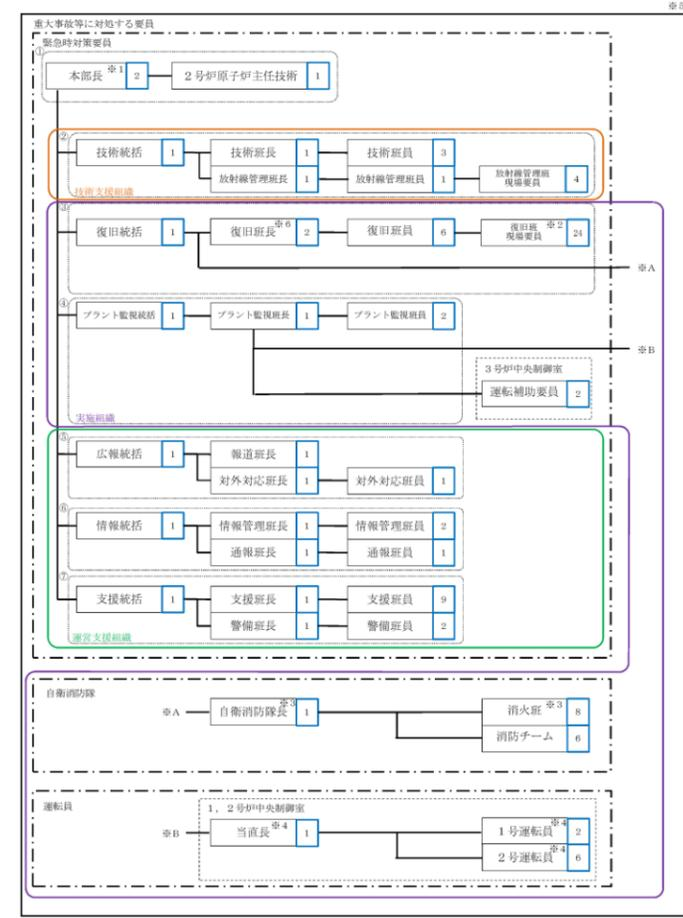 ※5
重大事故等に対処する要員
緊急時対策要員
①
本部長 ※1 2 2号炉原子炉主任技術 1
②
技術統括 1 技術班長 1 技術班員 3
放射線管理班長 1 放射線管理班員 1 放射線管理班 現場要員 4
技術支援組織
③
復旧統括 1 復旧班長 ※6 2 復旧班員 6 復旧班 現場要員 ※2 24
※A
④
プラント監視統括 1 プラント監視班長 1 プラント監視班員 2
※B
3号炉中央制御室
運転補助要員 2
実施組織
⑤
広報統括 1 報道班長 1
対外対応班長 1 対外対応班員 1
⑥
情報統括 1 情報管理班長 1 情報管理班員 2
通報班長 1 通報班員 1
⑦
支援統括 1 支援班長 1 支援班員 9
警備班長 1 警備班員 2
運営支援組織
自衛消防隊
※A 自衛消防隊長 ※3 1 消火班 ※3 8
消防チーム 6
運転員
1,2号炉中央制御室
※B 当直長 ※4 1 1号運転員 ※4 2
2号運転員 ※4 6